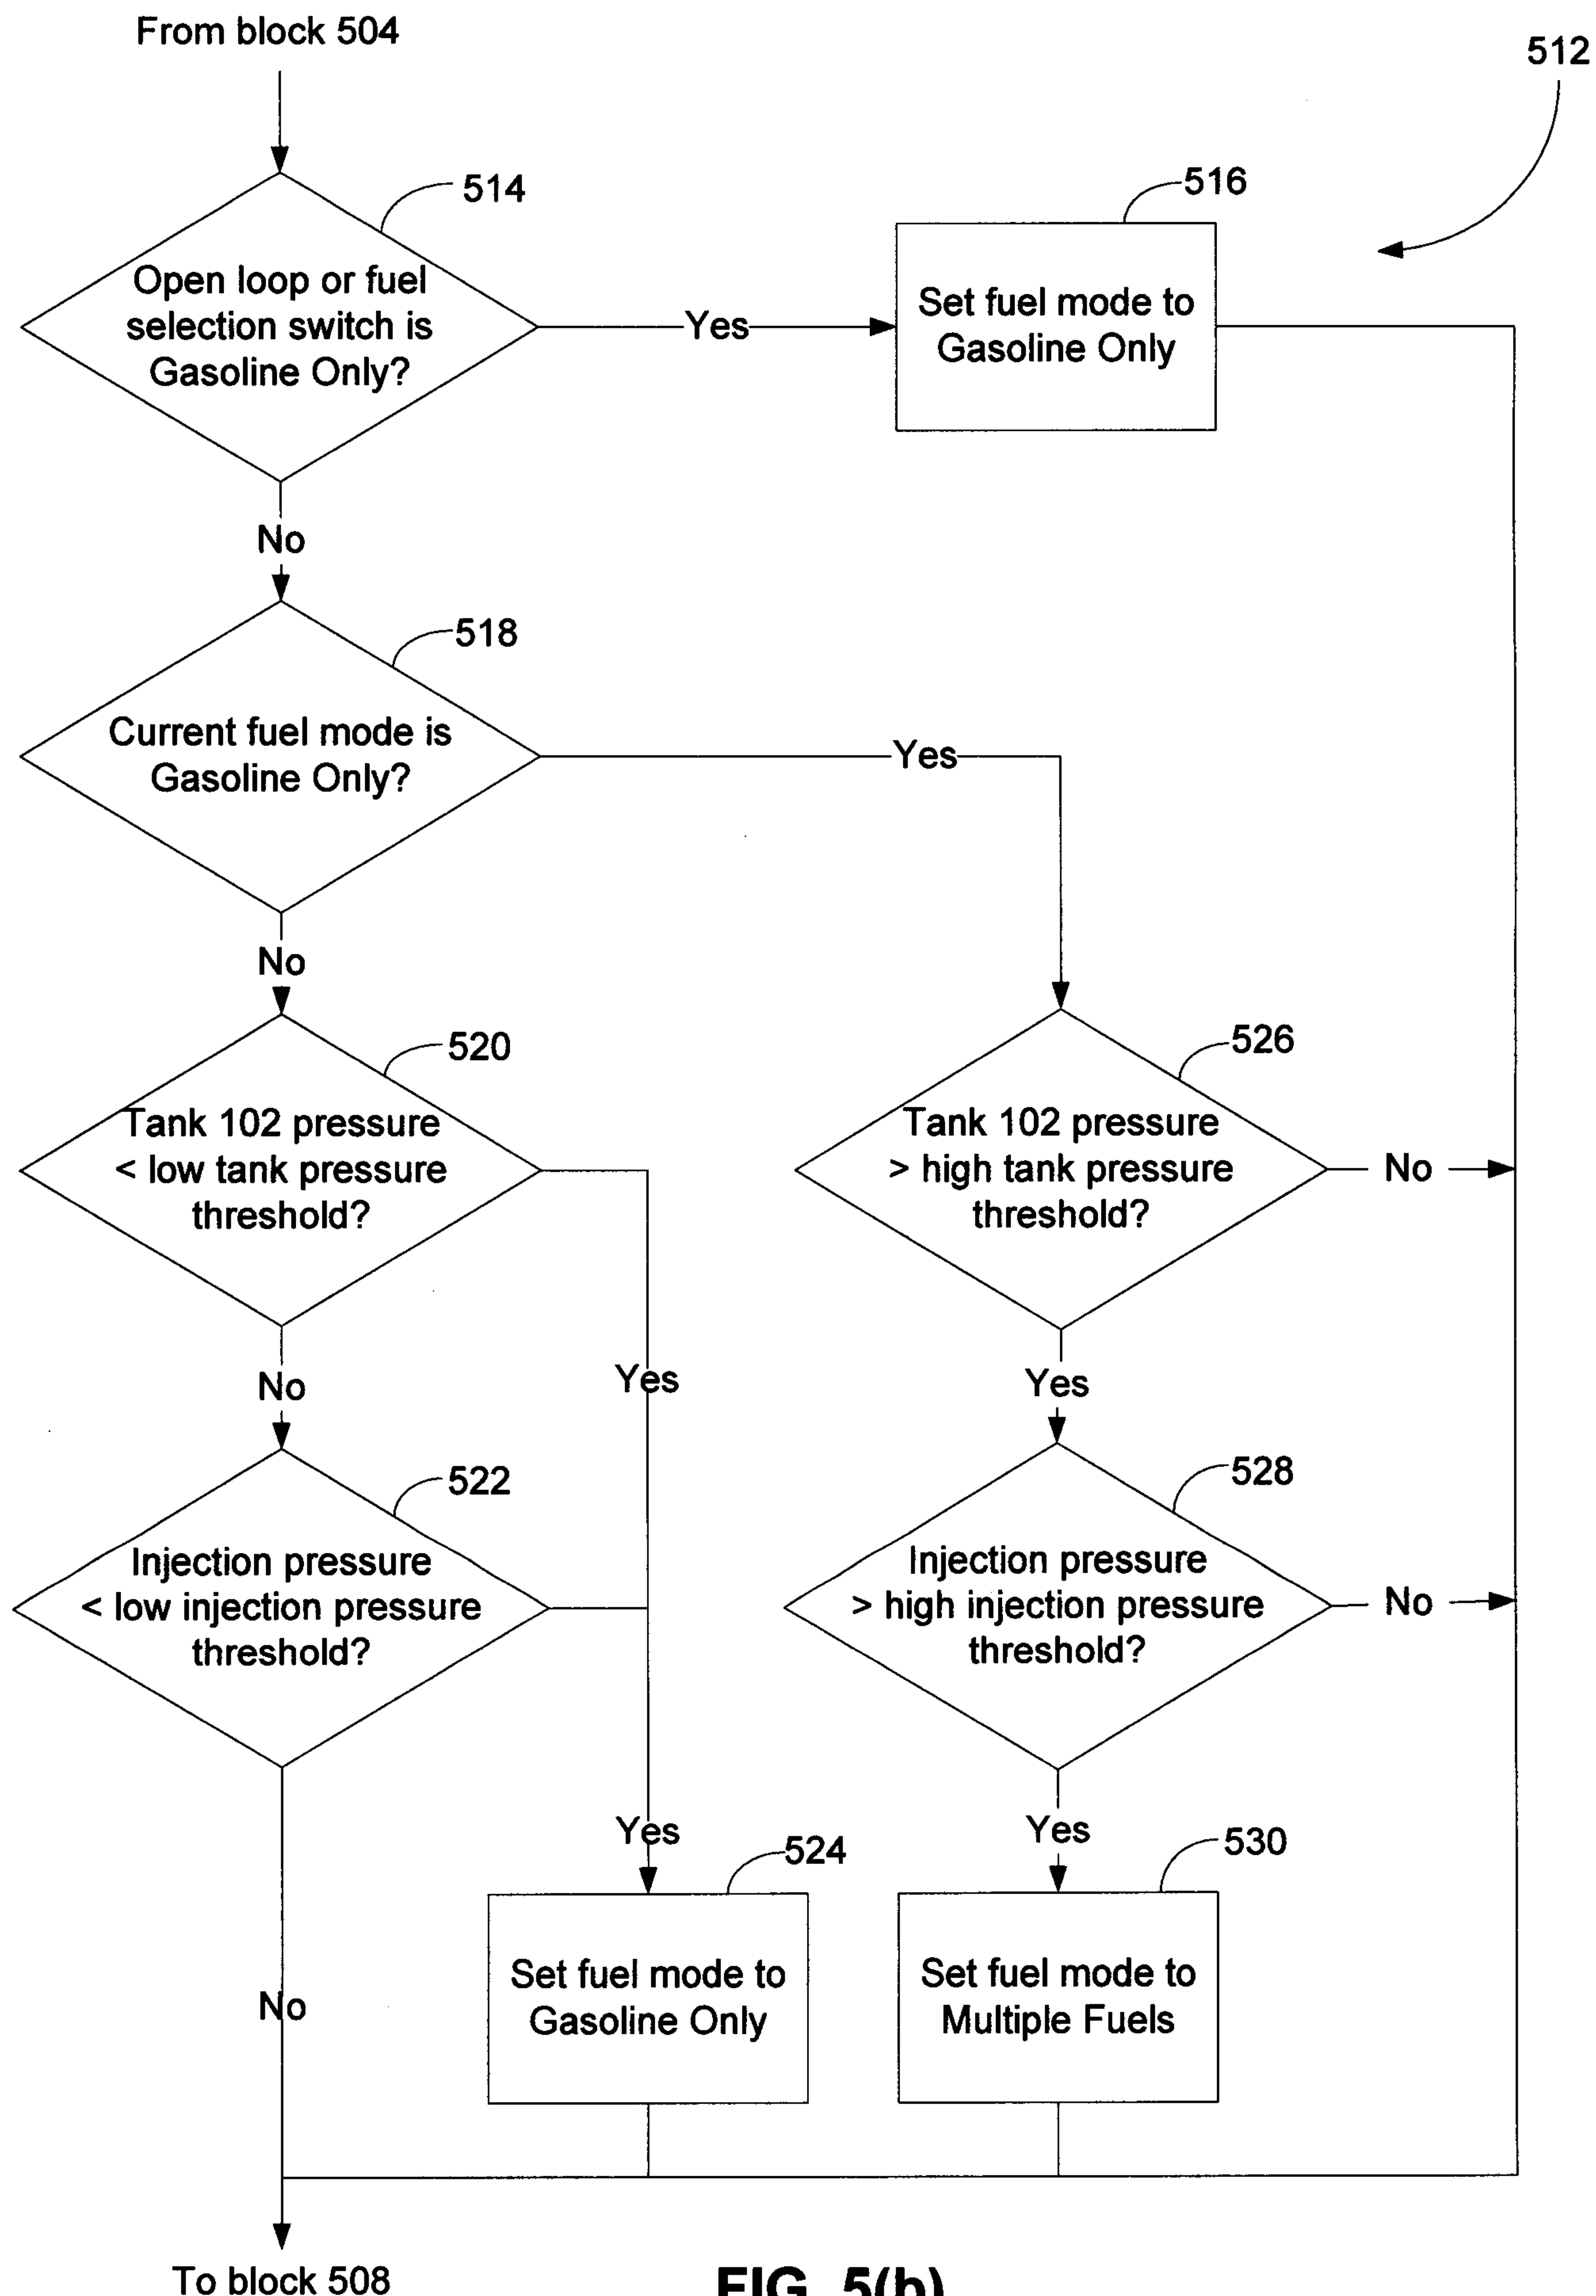 From block 504
512
514
516
Open loop or fuel
selection switch is
Gasoline Only?
Yes
Set fuel mode to
Gasoline Only
No
518
Current fuel mode is
Gasoline Only?
Yes
No
520
526
Tank 102 pressure
< low tank pressure
threshold?
Tank 102 pressure
> high tank pressure
threshold?
No
No
Yes
Yes
522
528
Injection pressure
< low injection pressure
threshold?
Injection pressure
> high injection pressure
threshold?
No
Yes
Yes
524
530
No
Set fuel mode to
Gasoline Only
Set fuel mode to
Multiple Fuels
To block 508
FIG. 5(b)